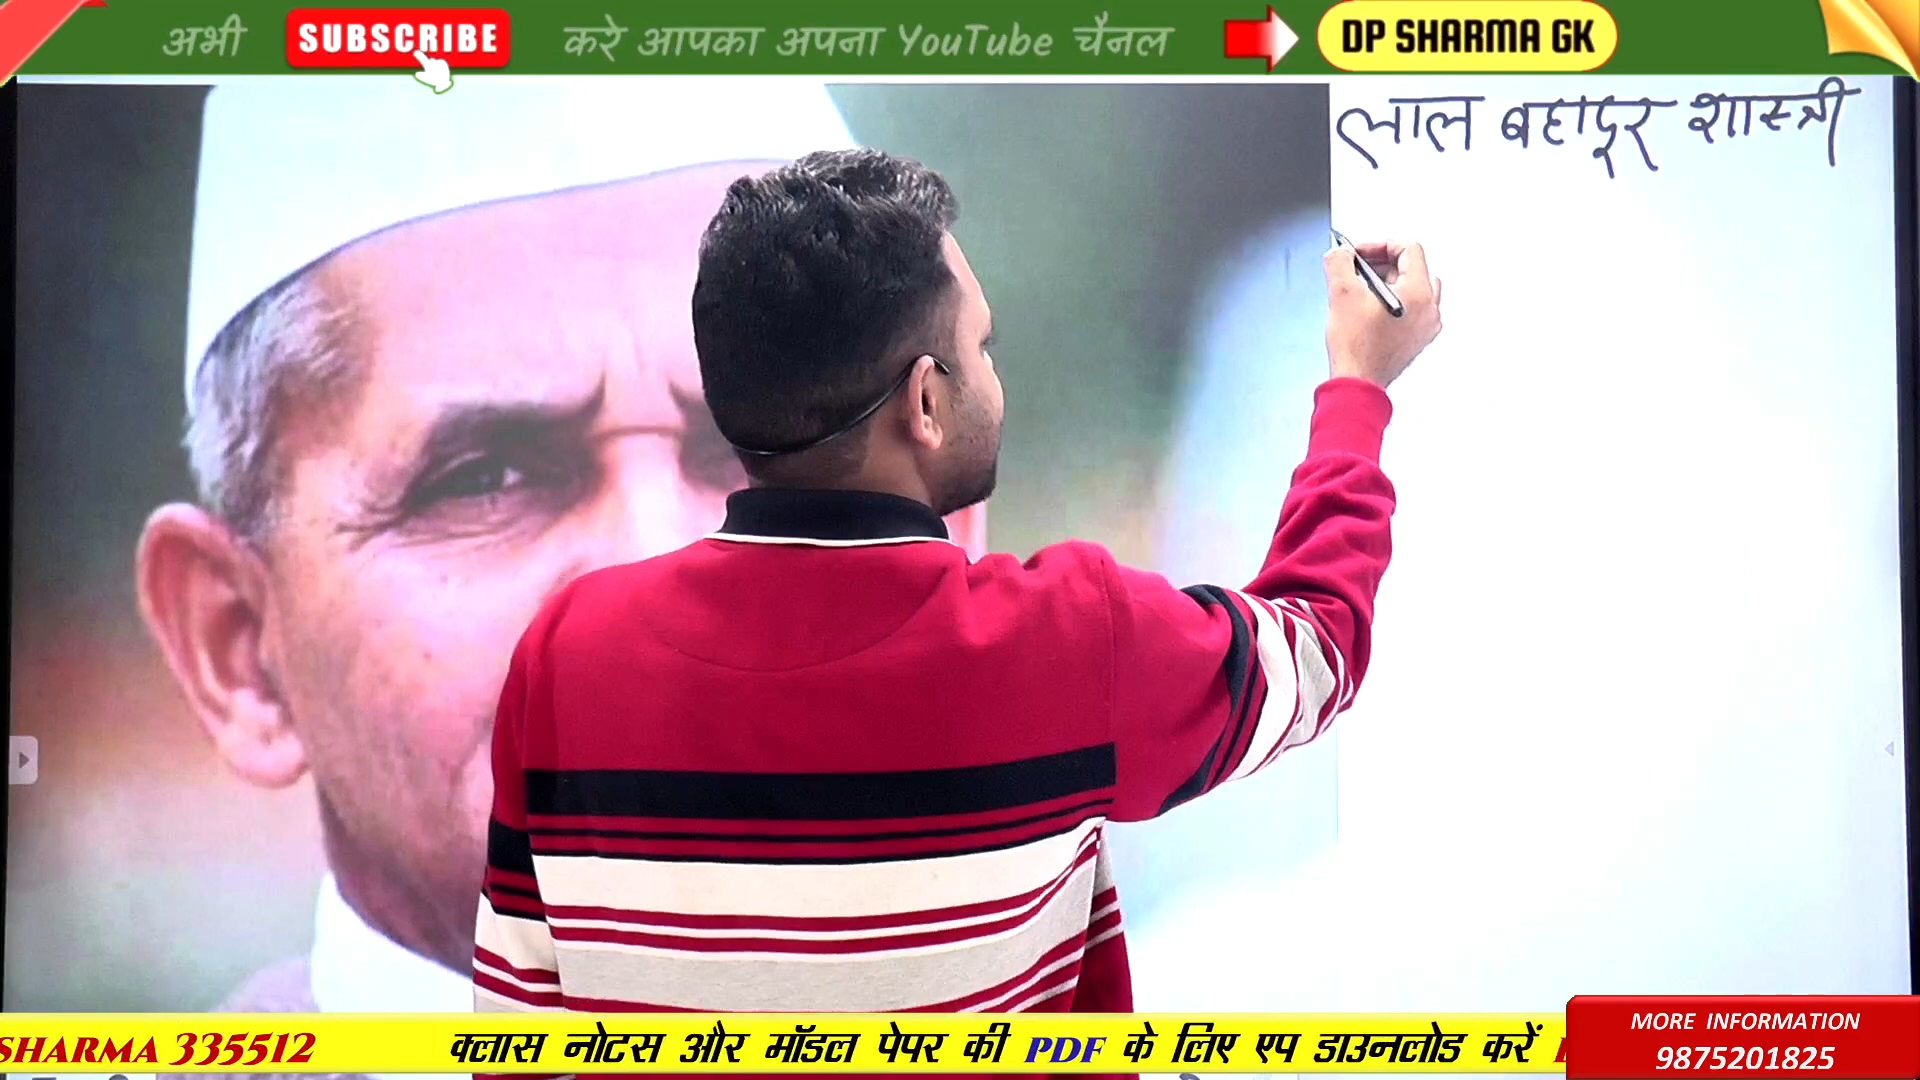 अभी SUBSCRIBE करे आपका अपना YouTube चैनल DP SHARMA GK
लाल बहादूर शास्त्री
SHARMA 335512 क्लास नोटस और मॉडल पेपर की PDF के लिए एप डाउनलोड करें
MORE INFORMATION
9875201825